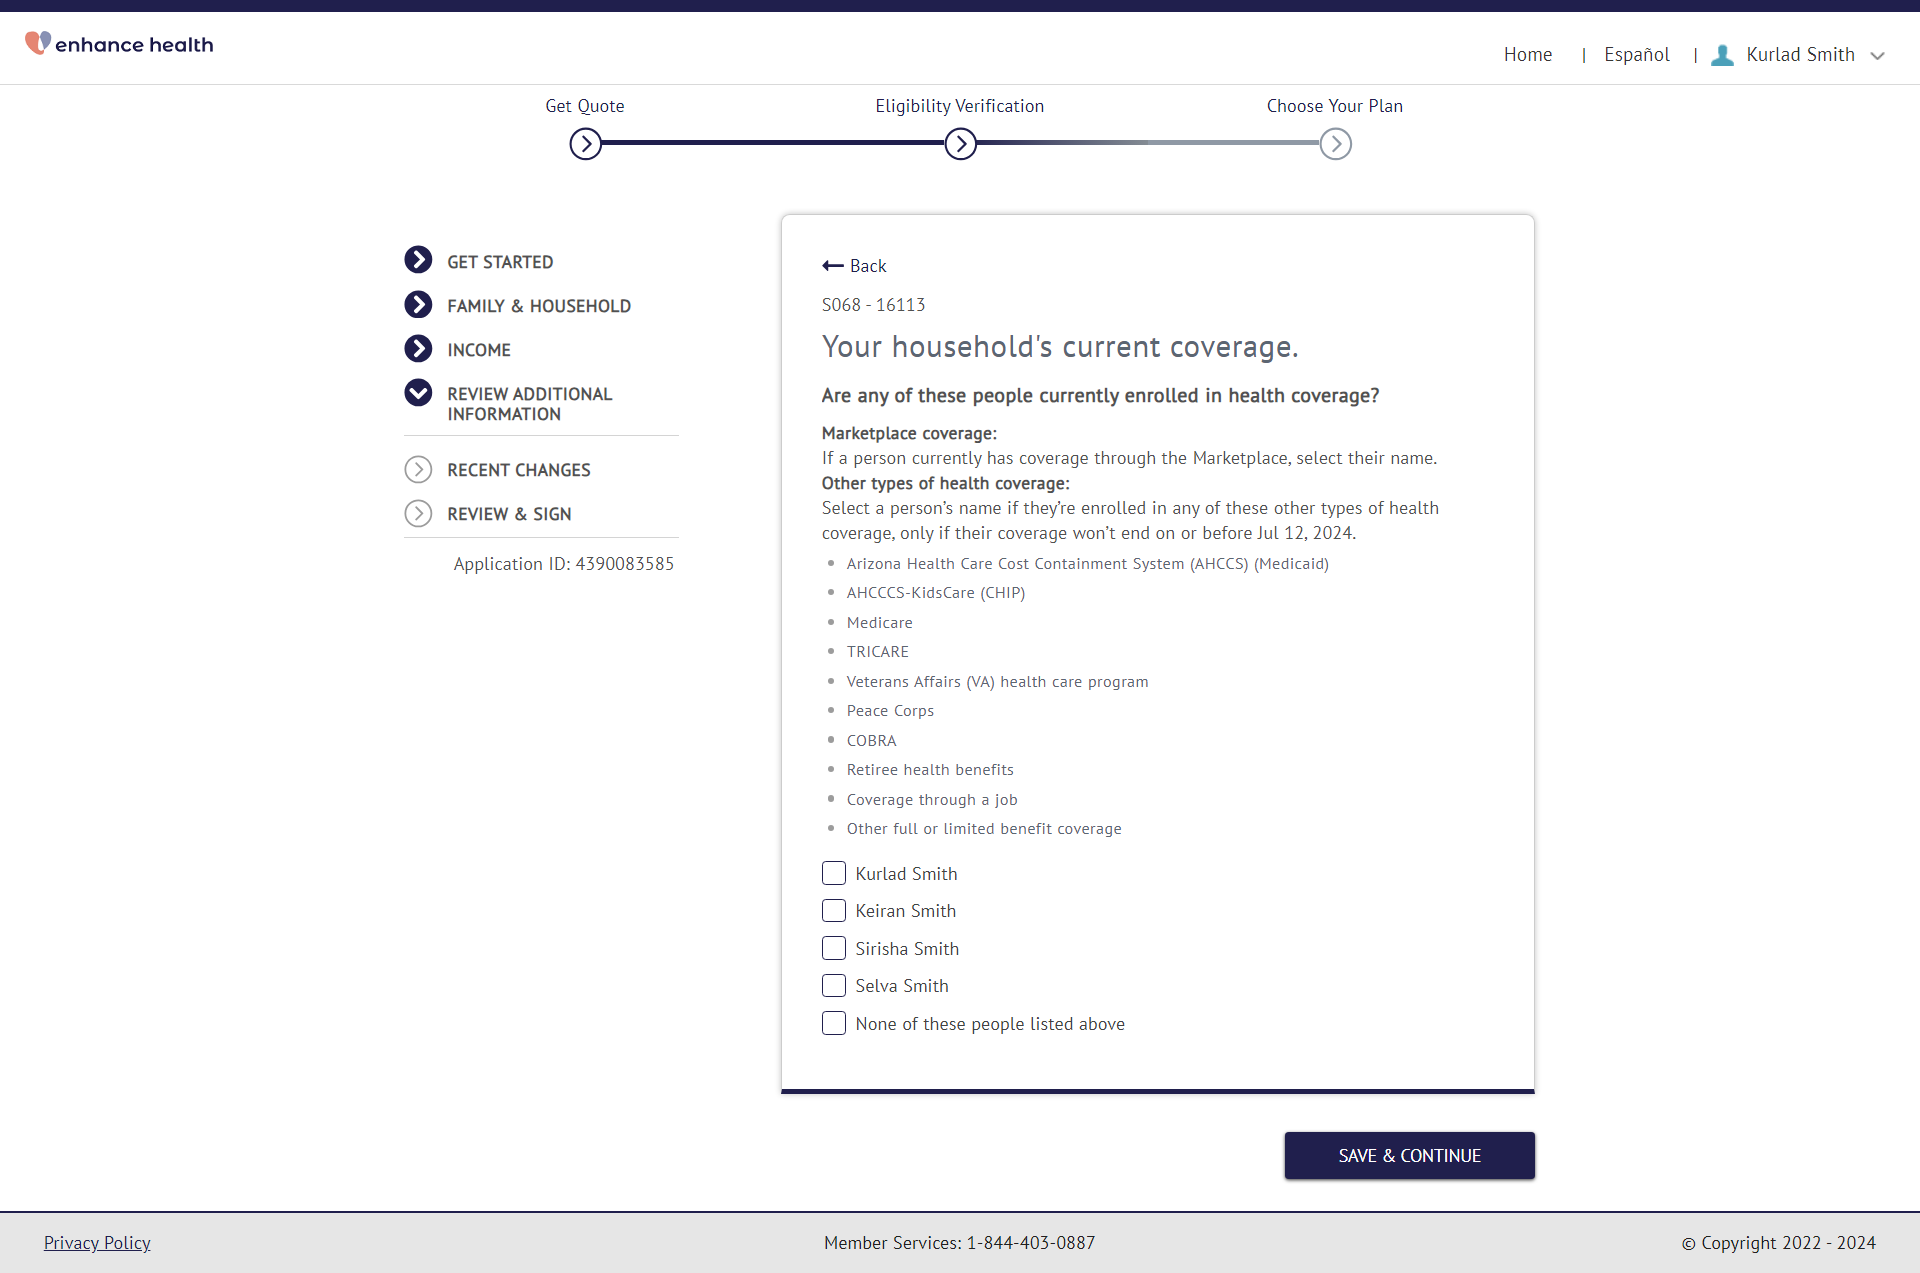 enhance health
Home | Español | Kurlad Smith
Get Quote
Eligibility Verification
Choose Your Plan
GET STARTED
FAMILY & HOUSEHOLD
INCOME
REVIEW ADDITIONAL
INFORMATION
RECENT CHANGES
REVIEW & SIGN
Application ID: 4390083585
Back
S068 - 16113
Your household's current coverage.
Are any of these people currently enrolled in health coverage?
Marketplace coverage:
If a person currently has coverage through the Marketplace, select their name.
Other types of health coverage:
Select a person’s name if they’re enrolled in any of these other types of health
coverage, only if their coverage won’t end on or before Jul 12, 2024.
• Arizona Health Care Cost Containment System (AHCCS) (Medicaid)
• AHCCCS-KidsCare (CHIP)
• Medicare
• TRICARE
• Veterans Affairs (VA) health care program
• Peace Corps
• COBRA
• Retiree health benefits
• Coverage through a job
• Other full or limited benefit coverage
Kurlad Smith
Keiran Smith
Sirisha Smith
Selva Smith
None of these people listed above
SAVE & CONTINUE
Privacy Policy
Member Services: 1-844-403-0887
© Copyright 2022 - 2024